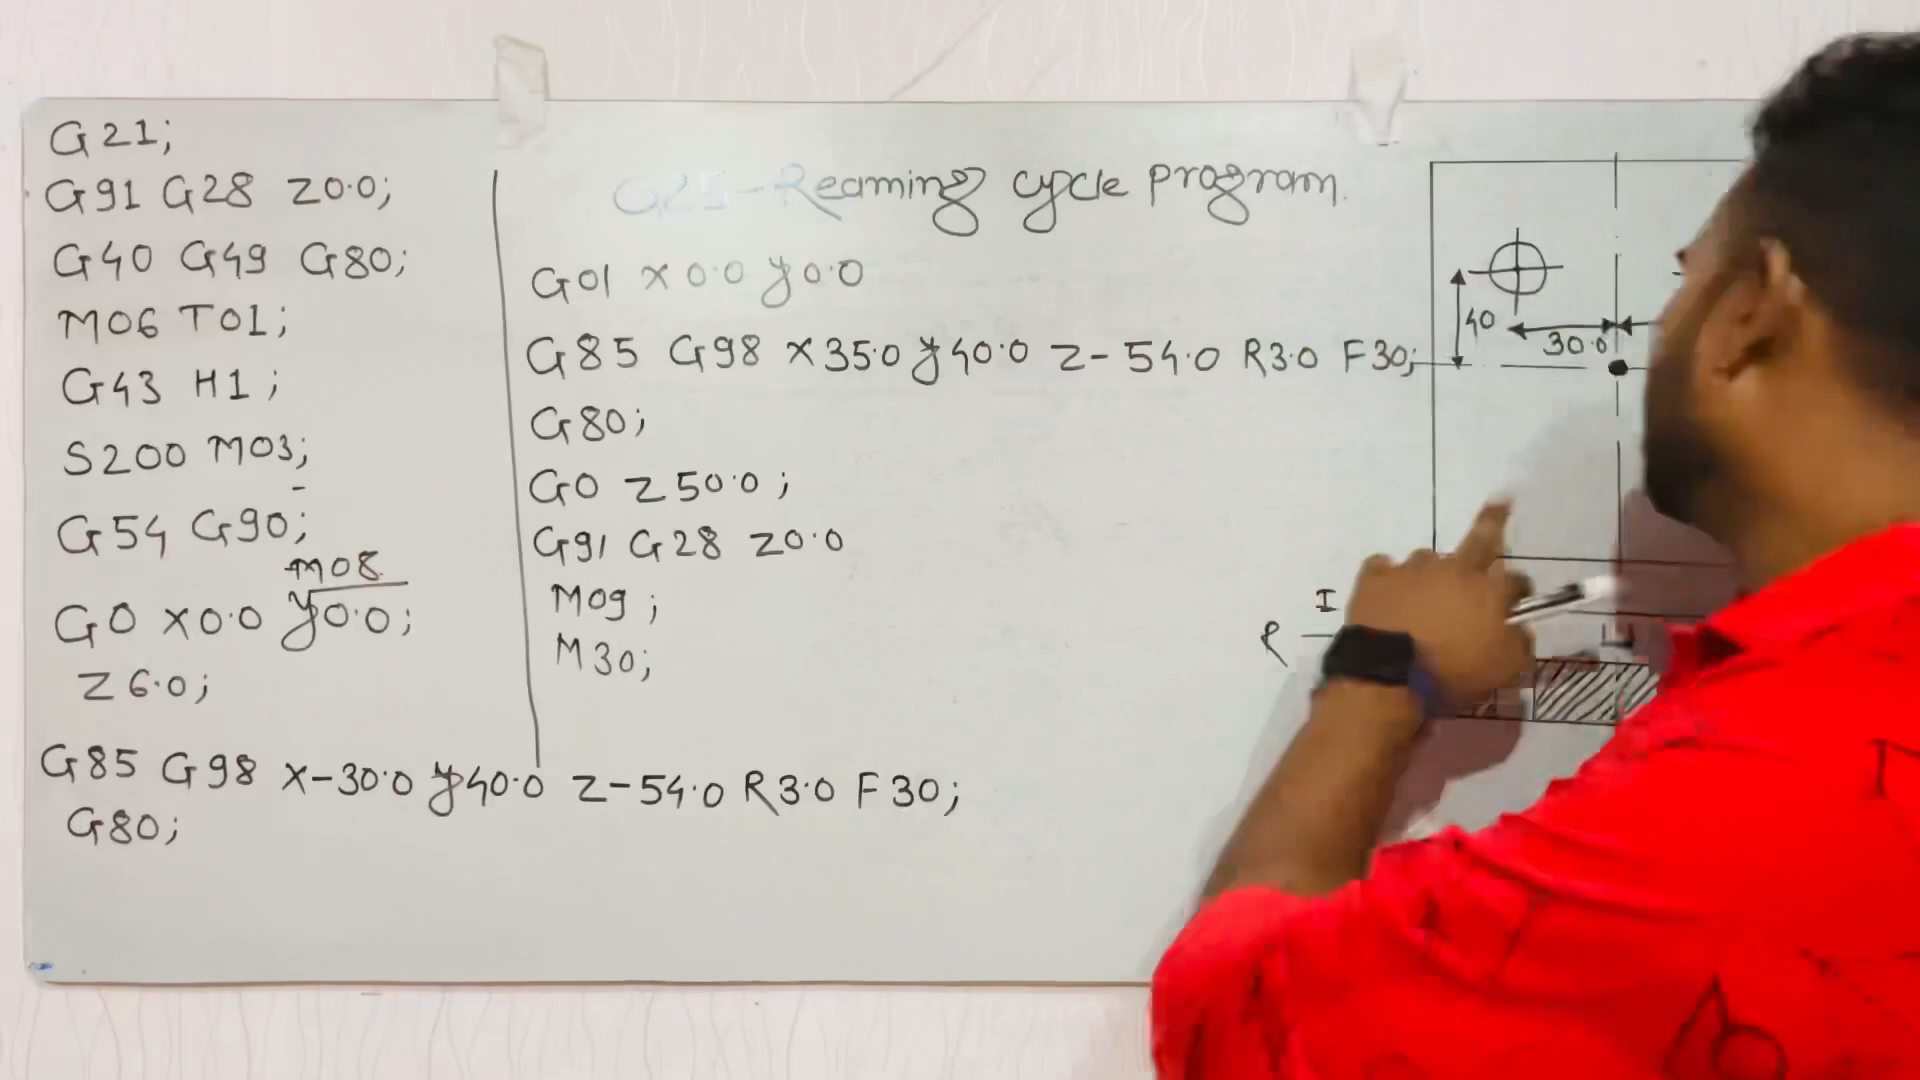 G21;
G91 G28 Z0.0;
G40 G49 G80;
M06 T01;
G43 H1;
S200 M03;
G54 G90;
M08
G0 X0.0 Y0.0;
Z6.0;
G85 G98 X-30.0 Y40.0 Z-54.0 R3.0 F30;
G80;
Reaming cycle program.
G01 X0.0 Y0.0
G85 G98 X35.0 Y40.0 Z-54.0 R3.0 F30;
G80;
G0 Z50.0;
G91 G28 Z0.0
M09;
M30;
40
30.0
I
R